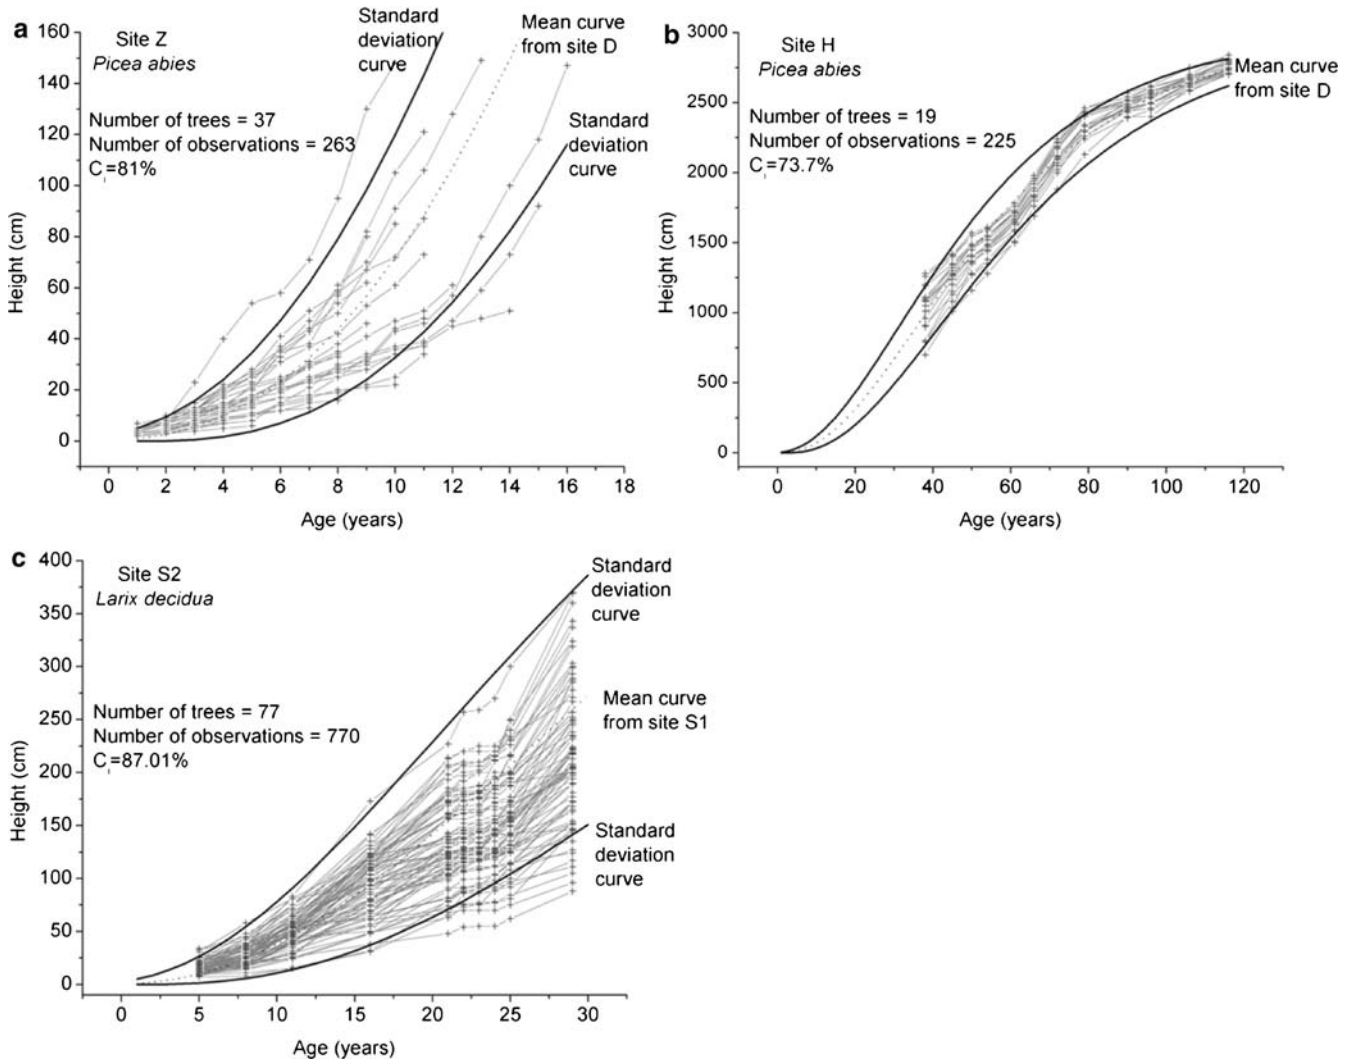 a
Site Z
Picea abies
Number of trees = 37
Number of observations = 263
Cᵢ=81%
Standard
deviation
curve
Mean curve
from site D
Standard
deviation
curve
160
140
120
100
80
60
40
20
0
Height (cm)
0 2 4 6 8 10 12 14 16 18
Age (years)
b
Site H
Picea abies
Number of trees = 19
Number of observations = 225
Cᵢ=73.7%
Mean curve
from site D
3000
2500
2000
1500
1000
500
0
Height (cm)
0 20 40 60 80 100 120
Age (years)
c
Site S2
Larix decidua
Number of trees = 77
Number of observations = 770
Cᵢ=87.01%
Standard
deviation
curve
Mean curve
from site S1
Standard
deviation
curve
400
350
300
250
200
150
100
50
0
Height (cm)
0 5 10 15 20 25 30
Age (years)